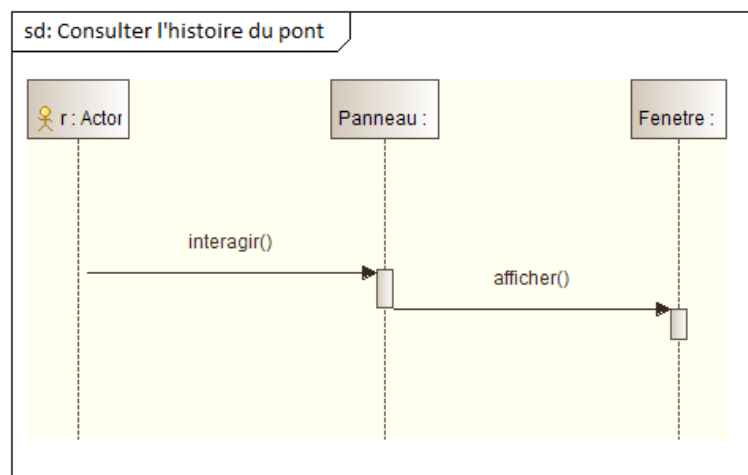 sd: Consulter l'histoire du pont
r : Actor
Panneau :
Fenetre :
interagir()
afficher()